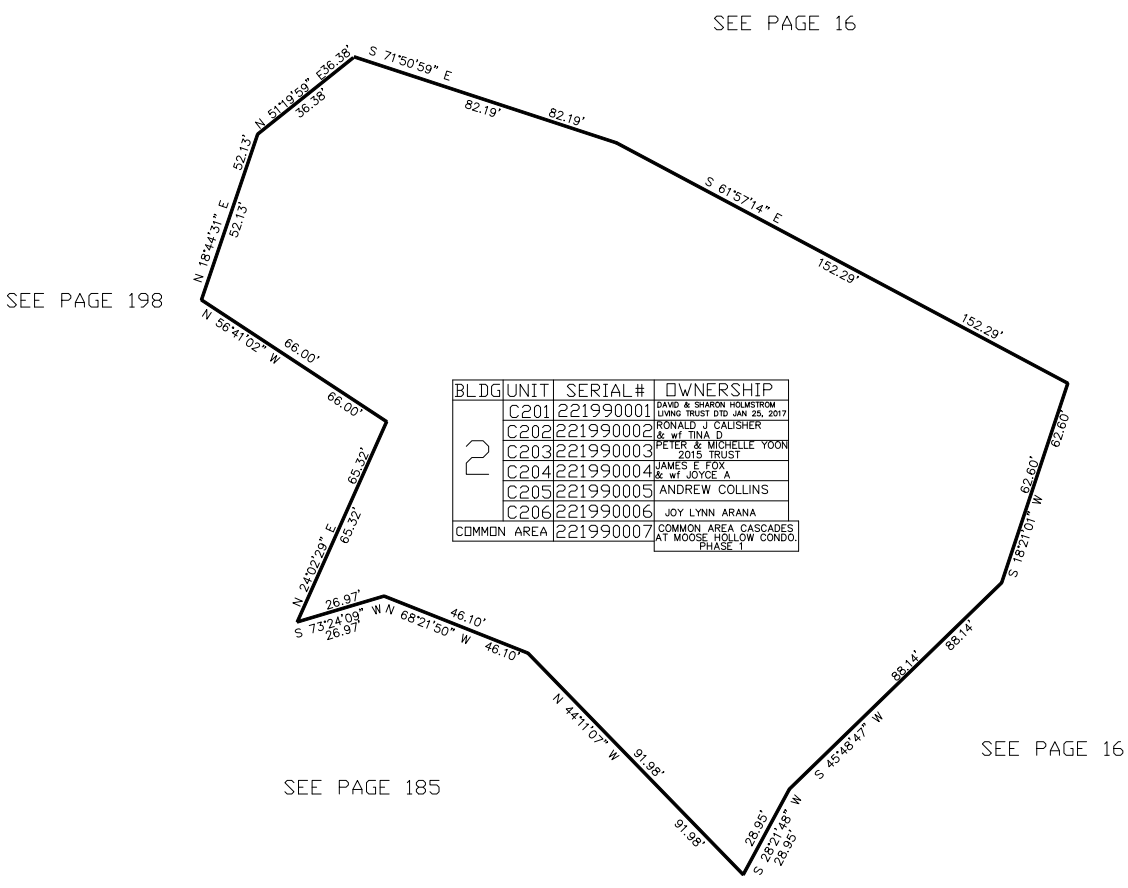 SEE PAGE 16
S 71°50'59" E
82.19'
82.19'
N 51°19'59" E
36.38'
36.38'
52.13'
N 18°44'31" E
52.13'
S 61°57'14" E
152.29'
152.29'
SEE PAGE 198
N 56°41'02" W
66.00'
66.00'
BLDG UNIT SERIAL# OWNERSHIP
2
C201 221990001 DAVID & SHARON HOLMSTROM
LIVING TRUST DTD JAN 25, 2017
C202 221990002 RONALD J CALISHER
& wf TINA D
C203 221990003 PETER & MICHELLE YOON
2015 TRUST
C204 221990004 JAMES E FOX
& wf JOYCE A
C205 221990005 ANDREW COLLINS
C206 221990006 JOY LYNN ARANA
COMMON AREA 221990007 COMMON AREA CASCADES
AT MOOSE HOLLOW CONDO.
PHASE 1
62.60'
62.60'
S 18°21'01" W
65.32'
65.32'
N 24°02'29" E
26.97'
S 73°24'09" W
26.97'
N 68°21'50" W
46.10'
46.10'
88.14'
88.14'
S 45°48'47" W
N 44°11'07" W
91.98'
91.98'
SEE PAGE 16
SEE PAGE 185
28.95'
S 28°21'48" W
28.95'